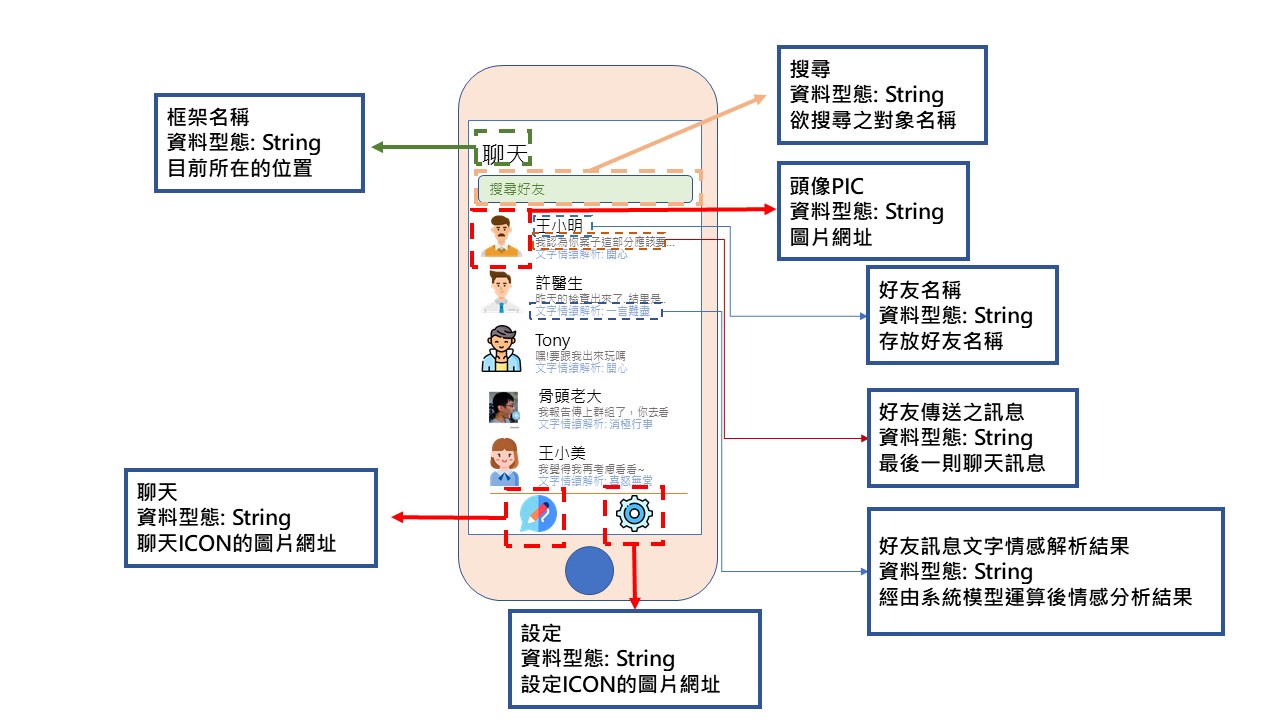 搜尋
資料型態: String
欲搜尋之對象名稱
框架名稱
資料型態: String
目前所在的位置
聊天
搜尋好友
頭像PIC
資料型態: String
圖片網址
王小明
我認為你案子這部分應該要...
文字情緒解析: 開心
許醫生
昨天的檢查出來了,結果是..
文字情緒解析: 一言難盡
Tony
嘿!要跟我出來玩嗎
文字情緒解析: 開心
骨頭老大
我報告傳上群組了，你去看
文字情緒解析: 消極行事
王小美
我覺得我再考慮看看~
文字情緒解析: 喜怒無常
好友名稱
資料型態: String
存放好友名稱
好友傳送之訊息
資料型態: String
最後一則聊天訊息
聊天
資料型態: String
聊天ICON的圖片網址
好友訊息文字情感解析結果
資料型態: String
經由系統模型運算後情感分析結果
設定
資料型態: String
設定ICON的圖片網址